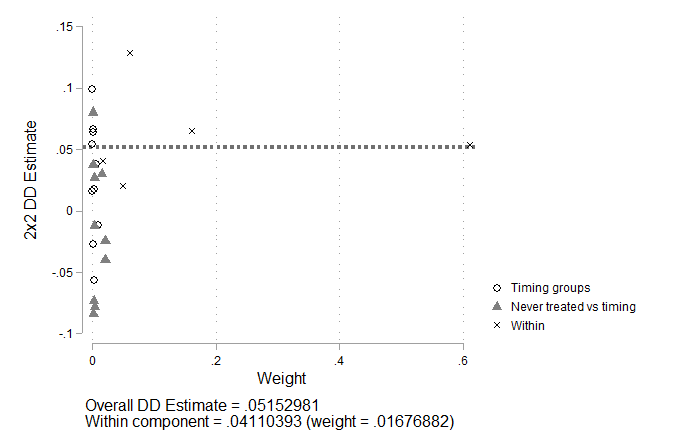 .15
.1
.05
0
-.05
-.1
2x2 DD Estimate
0
.2
.4
.6
Weight
Timing groups
Never treated vs timing
Within
Overall DD Estimate = .05152981
Within component = .04110393 (weight = .01676882)